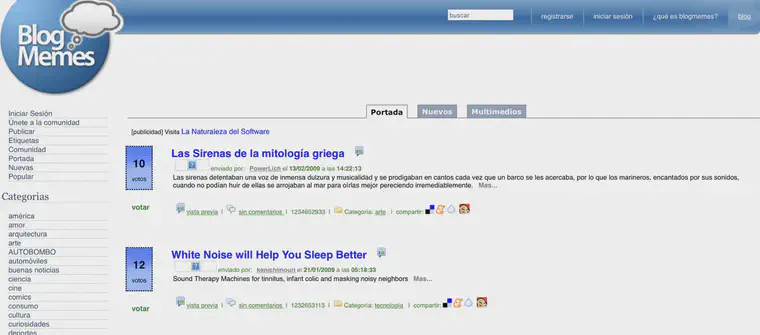 Blog
Memes
buscar
registrarse
iniciar sesión
¿qué es blogmemes?
blog
Iniciar Sesión
Únete a la comunidad
Publicar
Etiquetas
Comunidad
Portada
Nuevas
Popular
Categorias
américa
amor
arquitectura
arte
AUTOBOMBO
automóviles
buenas noticias
ciencia
cine
comics
consumo
cultura
curiosidades
deportes
Portada
Nuevos
Multimedios
[publicidad] Visita La Naturaleza del Software
10
votos
votar
Las Sirenas de la mitología griega
enviado por: PowerLich el 13/02/2009 a las 14:22:13
Las sirenas detentaban una voz de inmensa dulzura y musicalidad y se prodigaban en cantos cada vez que un barco se les acercaba, por lo que los marineros, encantados por sus sonidos,
cuando no podían huir de ellas se arrojaban al mar para oírlas mejor pereciendo irremediablemente. Mas...
vista previa | sin comentarios | 1234652933 | Categoria: arte | compartir:
12
votos
votar
White Noise will Help You Sleep Better
enviado por: kenichinouri el 21/01/2009 a las 05:18:33
Sound Therapy Machines for tinnitus, infant colic and masking noisy neighbors Mas...
vista previa | sin comentarios | 1232653113 | Categoria: tecnología | compartir: